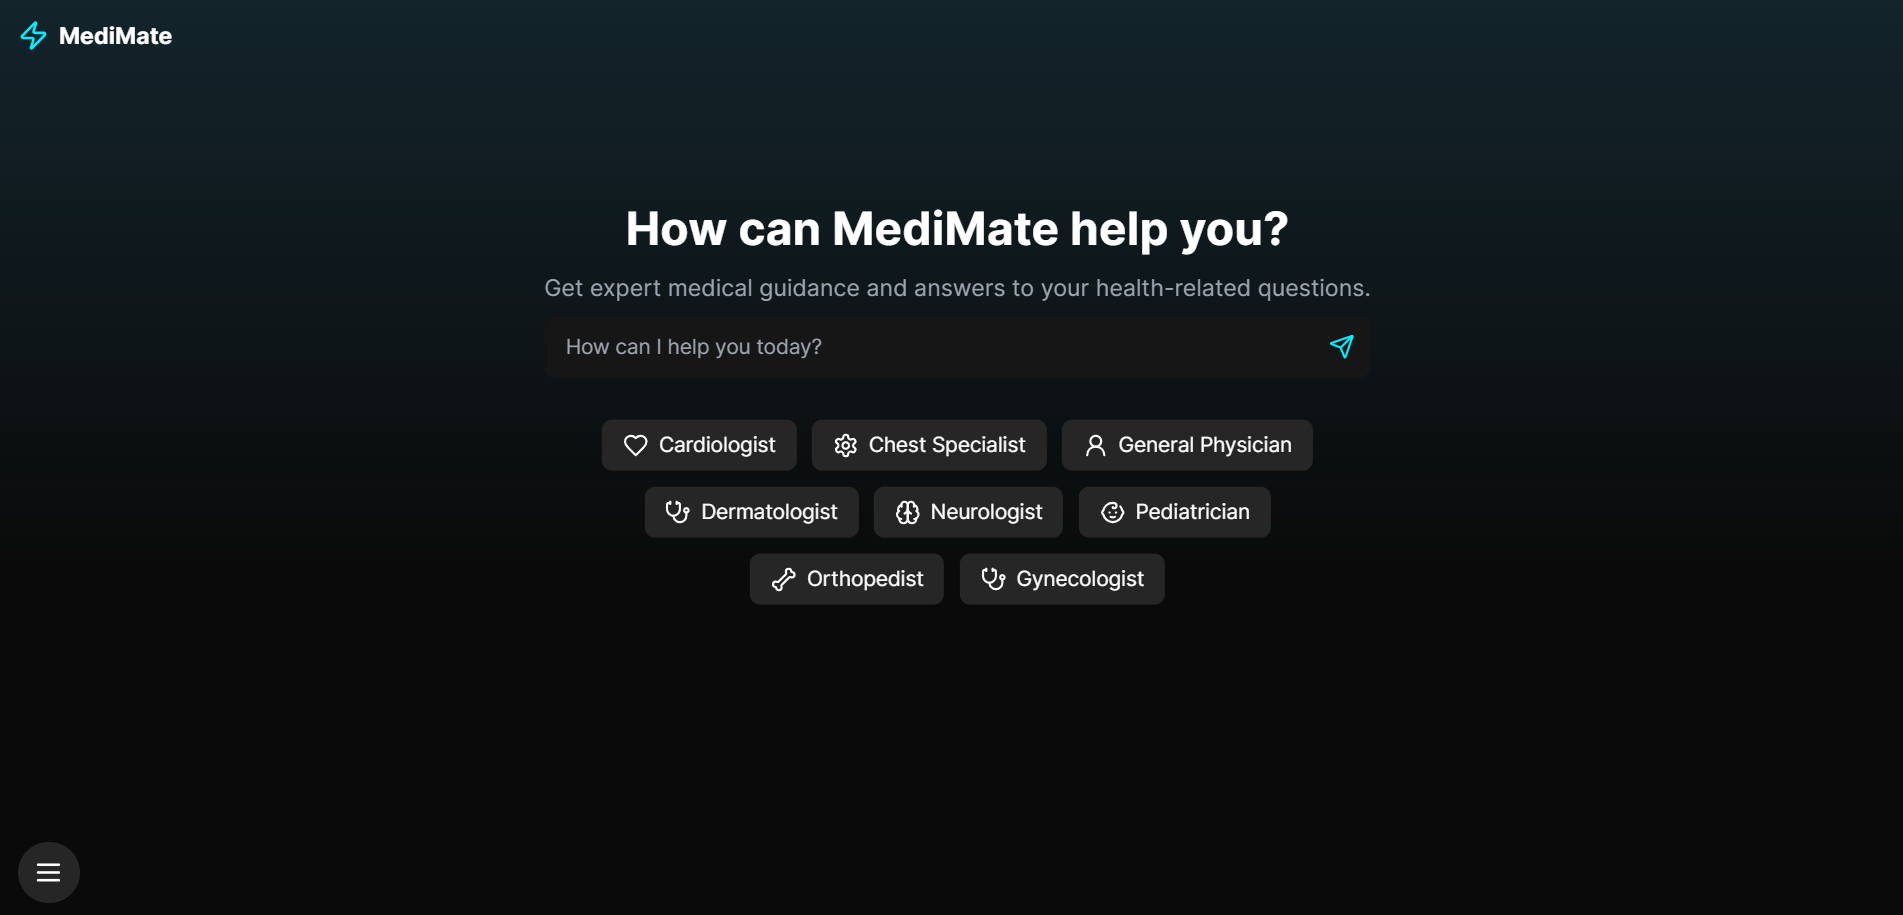 MediMate
How can MediMate help you?
Get expert medical guidance and answers to your health-related questions.
How can I help you today?
Cardiologist
Chest Specialist
General Physician
Dermatologist
Neurologist
Pediatrician
Orthopedist
Gynecologist